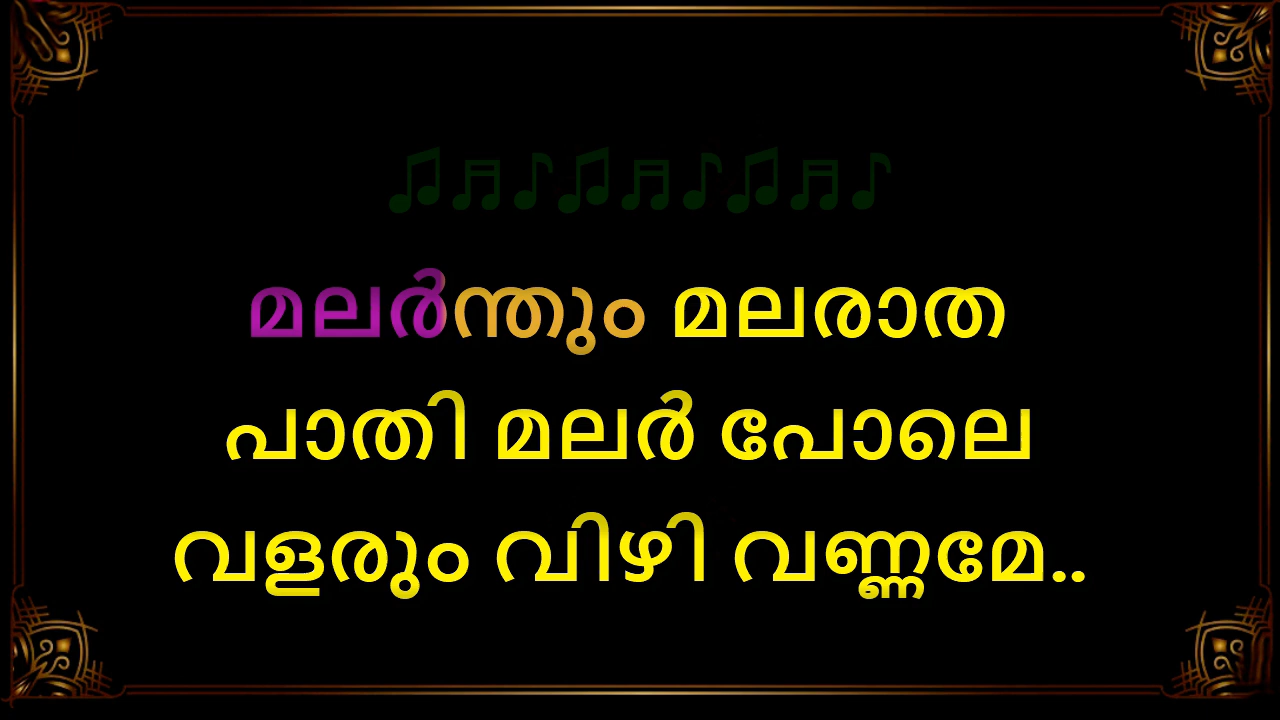 ♫♬♪♫♬♪♫♬♪
മലർന്തും മലരാത
പാതി മലർ പോലെ
വളരും വിഴി വണ്ണമേ..